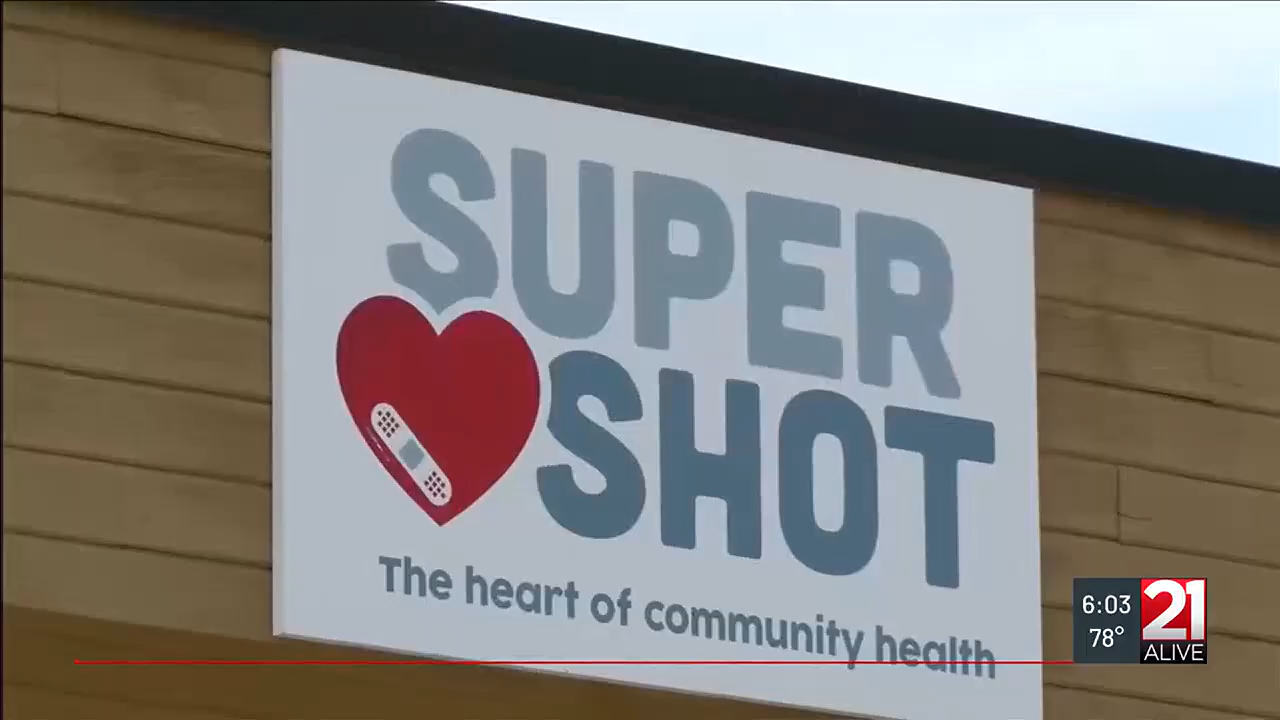 SUPER
SHOT
The heart of community health
6:03
78°
21
ALIVE